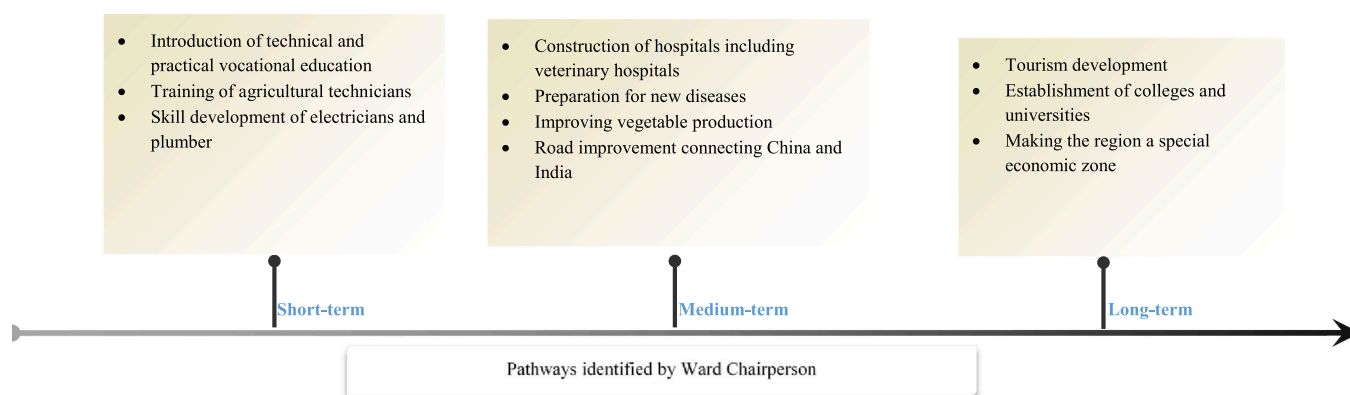 • Introduction of technical and
practical vocational education
• Training of agricultural technicians
• Skill development of electricians and
plumber
• Construction of hospitals including
veterinary hospitals
• Preparation for new diseases
• Improving vegetable production
• Road improvement connecting China and
India
• Tourism development
• Establishment of colleges and
universities
• Making the region a special
economic zone
Short-term
Medium-term
Long-term
Pathways identified by Ward Chairperson